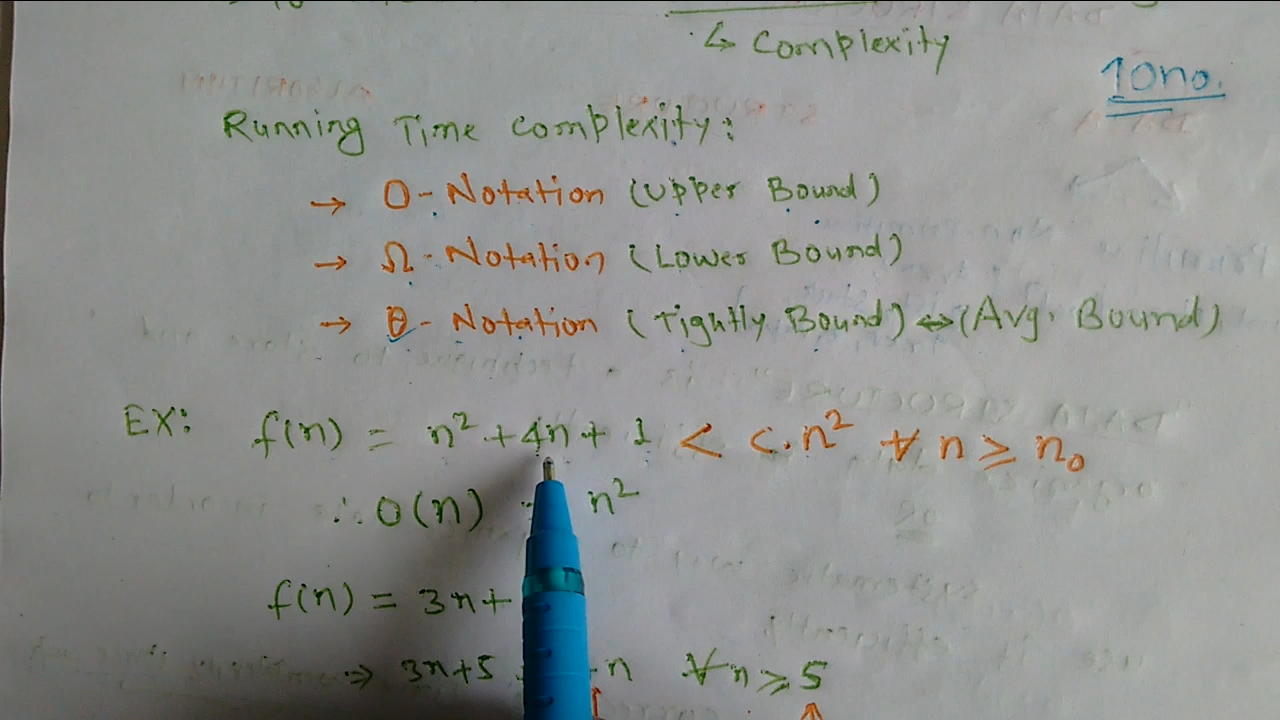 ↳ Complexity
10no.
Running Time complexity:
→ O-Notation (Upper Bound)
→ Ω-Notation (Lower Bound)
→ θ-Notation (Tightly Bound) ↔ (Avg. Bound)
EX: f(n) = n² + 4n + 1 < c.n² ∀ n ≥ n₀
∴ O(n) n²
f(n) = 3n+
⇒ 3n+5 n ∀ n ≥ 5